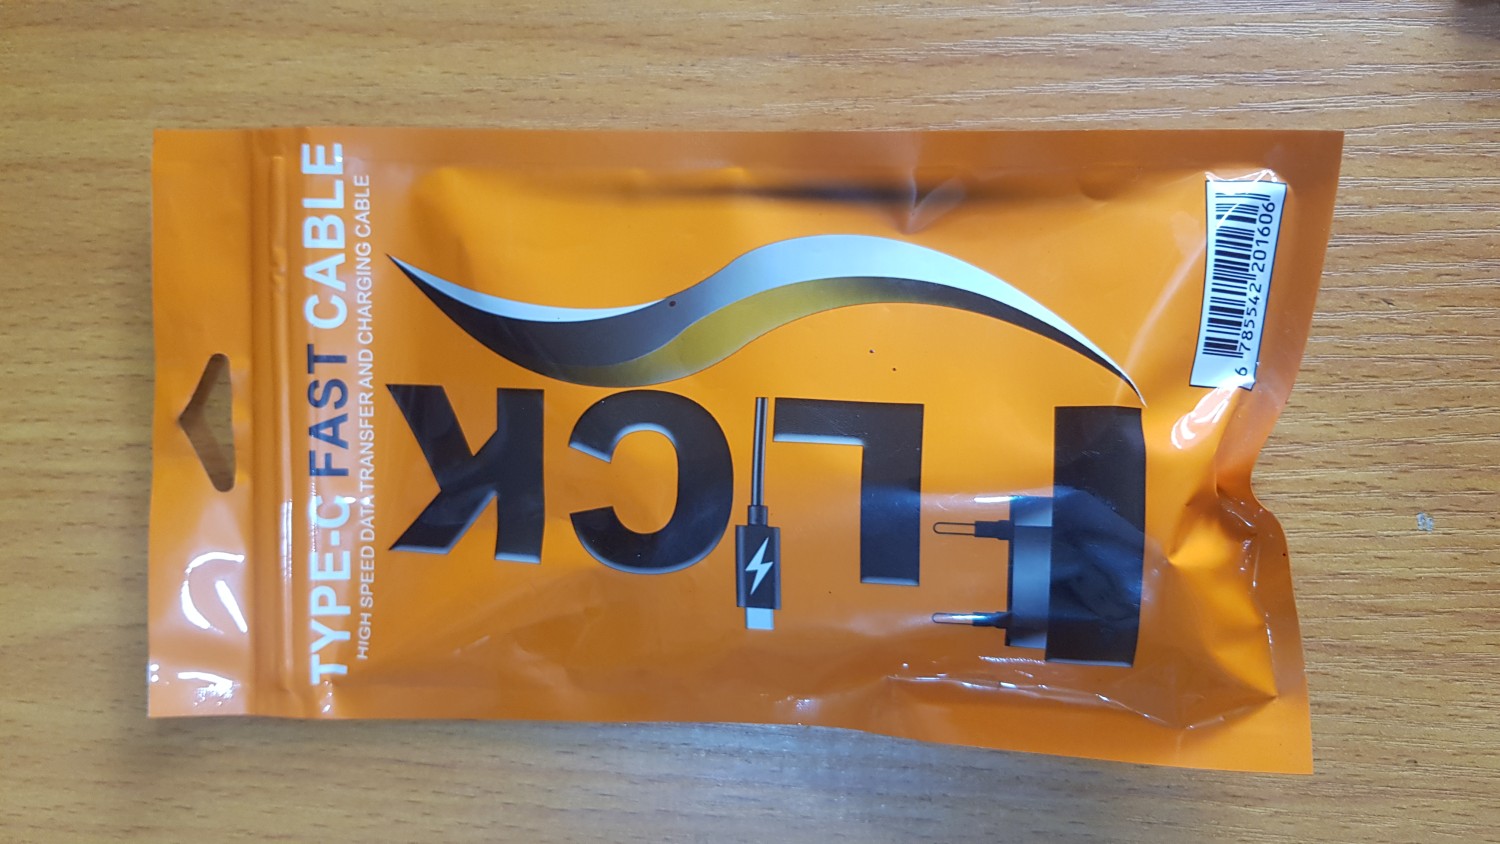 TYPE-C FAST CABLE
HIGH SPEED DATA TRANSFER AND CHARGING CABLE
FLICK
6 785542 201606